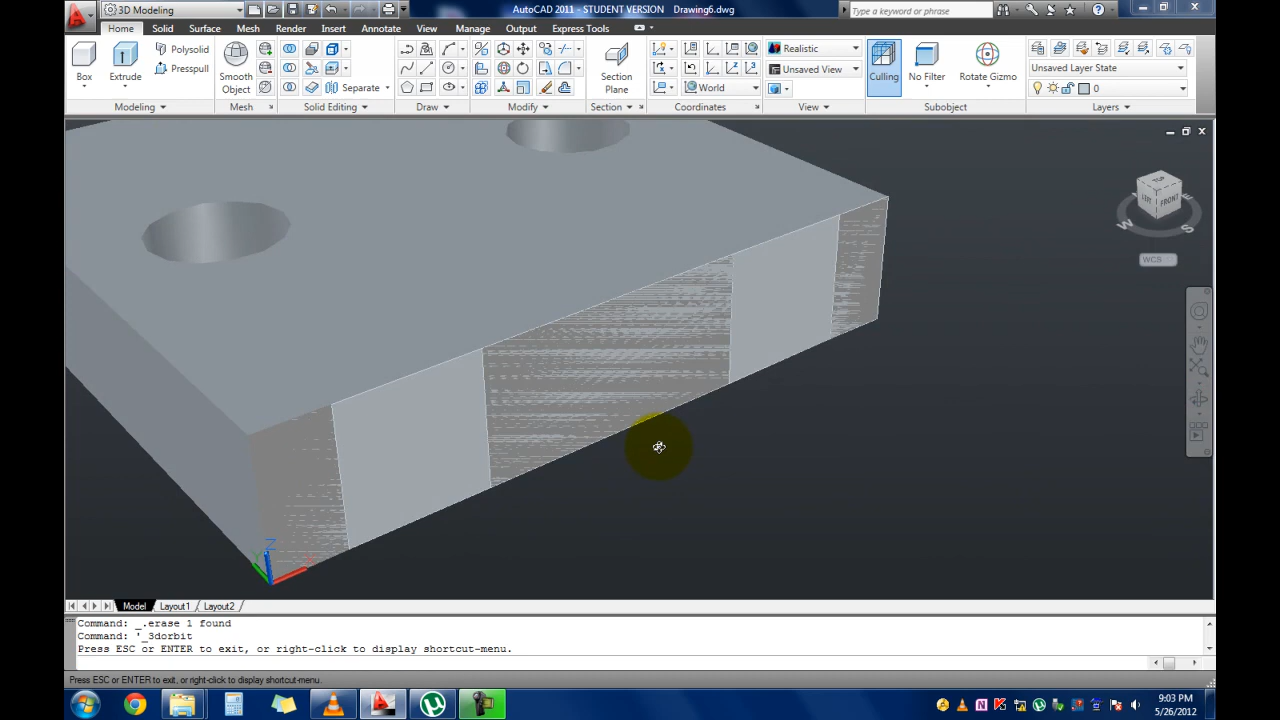 3D Modeling
AutoCAD 2011 - STUDENT VERSION Drawing6.dwg
Type a keyword or phrase
Home Solid Surface Mesh Render Insert Annotate View Manage Output Express Tools
Polysolid
Presspull
Box
Extrude
Smooth
Object
Separate
Section
Plane
Realistic
Unsaved View
World
Culling
No Filter
Rotate Gizmo
Unsaved Layer State
0
Modeling Mesh Solid Editing Draw Modify Section Coordinates View Subobject Layers
TOP
FRONT
W
S
WCS
Z
Model Layout1 Layout2
Command: _.erase 1 found
Command: '_3dorbit
Press ESC or ENTER to exit, or right-click to display shortcut-menu.
Press ESC or ENTER to exit, or right-click to display shortcut-menu.
9:03 PM
5/26/2012